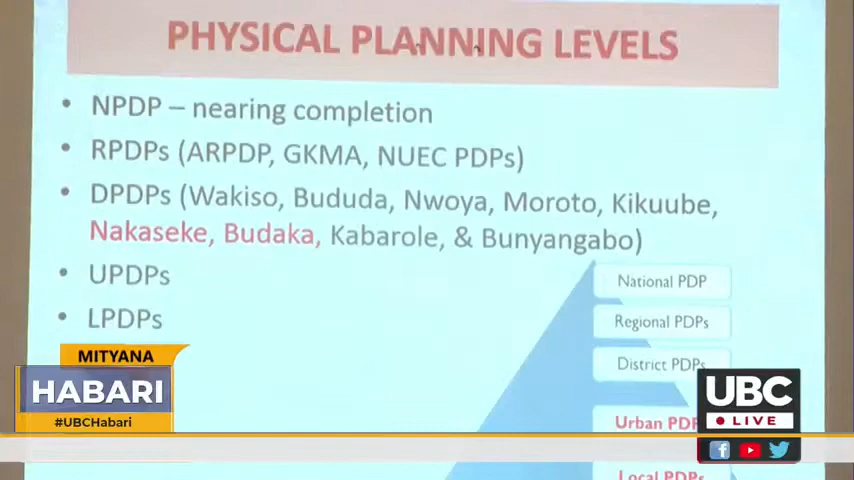 PHYSICAL PLANNING LEVELS
• NPDP – nearing completion
• RPDPs (ARPDP, GKMA, NUEC PDPs)
• DPDPs (Wakiso, Bududa, Nwoya, Moroto, Kikuube,
Nakaseke, Budaka, Kabarole, & Bunyangabo)
• UPDPs
• LPDPs
National PDP
Regional PDPs
District PDPs
Urban PDP
Local PDPs
MITYANA
HABARI
#UBCHabari
UBC
LIVE